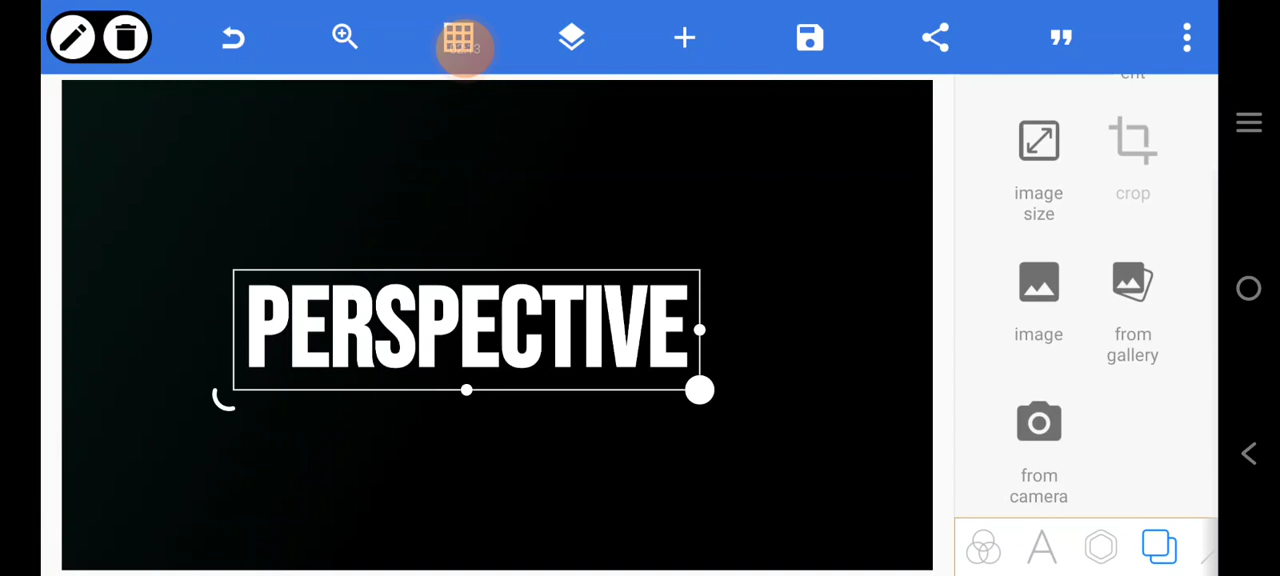 PERSPECTIVE
image
size
crop
image
from
gallery
from
camera